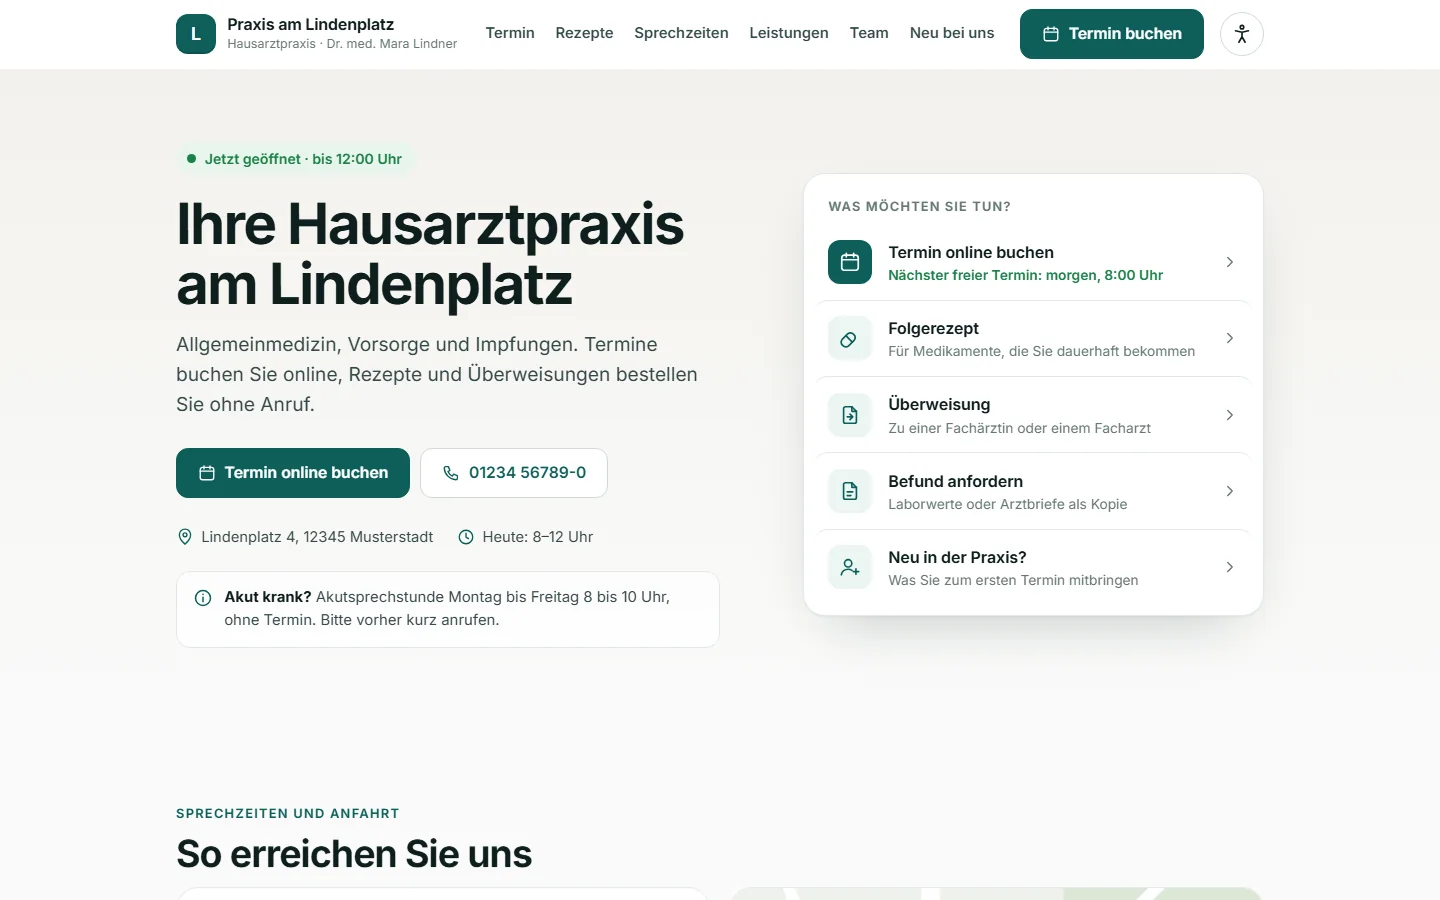 L
Praxis am Lindenplatz
Hausarztpraxis · Dr. med. Mara Lindner
Termin
Rezepte
Sprechzeiten
Leistungen
Team
Neu bei uns
Termin buchen
Jetzt geöffnet · bis 12:00 Uhr
Ihre Hausarztpraxis
am Lindenplatz
Allgemeinmedizin, Vorsorge und Impfungen. Termine
buchen Sie online, Rezepte und Überweisungen bestellen
Sie ohne Anruf.
Termin online buchen
01234 56789-0
Lindenplatz 4, 12345 Musterstadt
Heute: 8–12 Uhr
Akut krank? Akutsprechstunde Montag bis Freitag 8 bis 10 Uhr,
ohne Termin. Bitte vorher kurz anrufen.
WAS MÖCHTEN SIE TUN?
Termin online buchen
Nächster freier Termin: morgen, 8:00 Uhr
Folgerezept
Für Medikamente, die Sie dauerhaft bekommen
Überweisung
Zu einer Fachärztin oder einem Facharzt
Befund anfordern
Laborwerte oder Arztbriefe als Kopie
Neu in der Praxis?
Was Sie zum ersten Termin mitbringen
SPRECHZEITEN UND ANFAHRT
So erreichen Sie uns